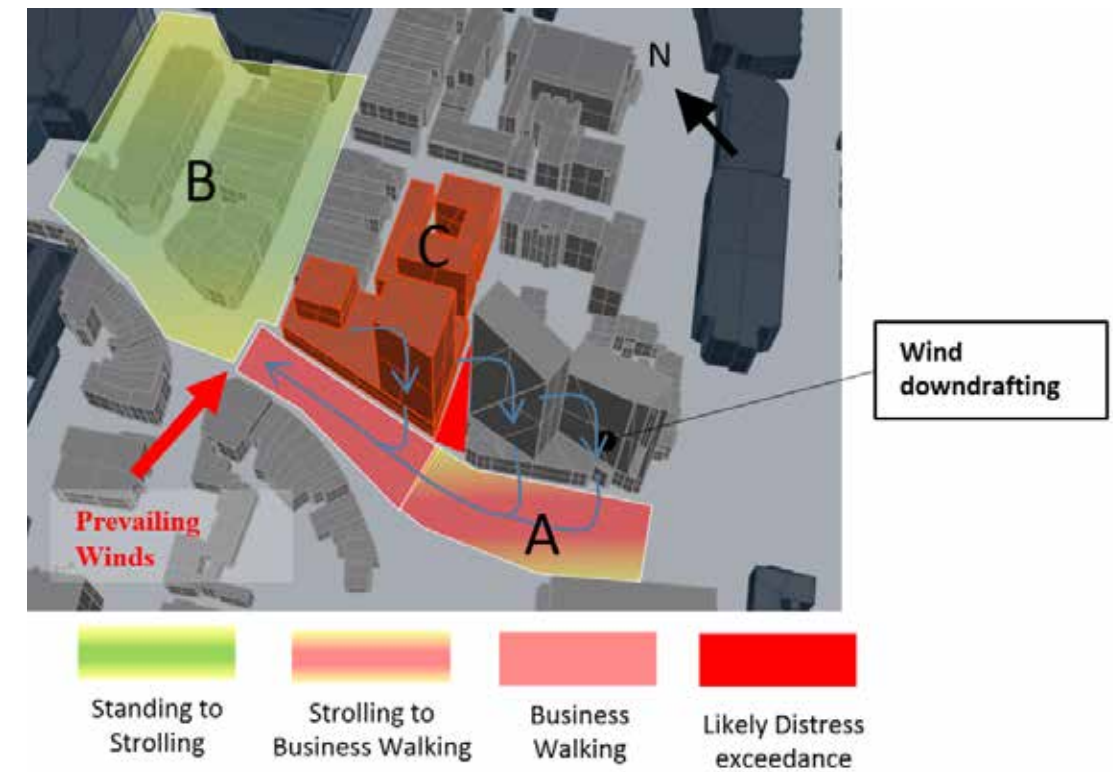 N
B
C
Wind
downdrafting
Prevailing
Winds
A
Standing to
Strolling
Strolling to
Business Walking
Business
Walking
Likely Distress
exceedance